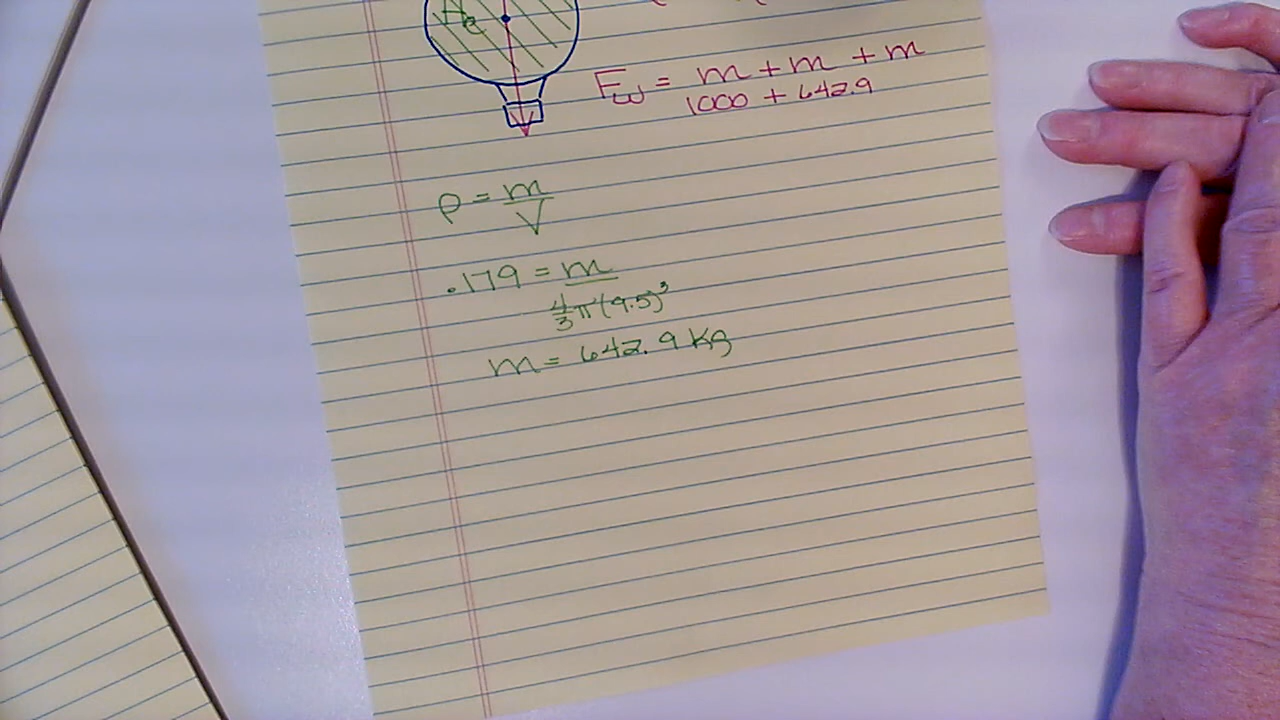 He
F_w = m + m + m
1000 + 642.9
ρ = m/V
.179 = m
4/3 π (9.5)³
m = 642.9 kg